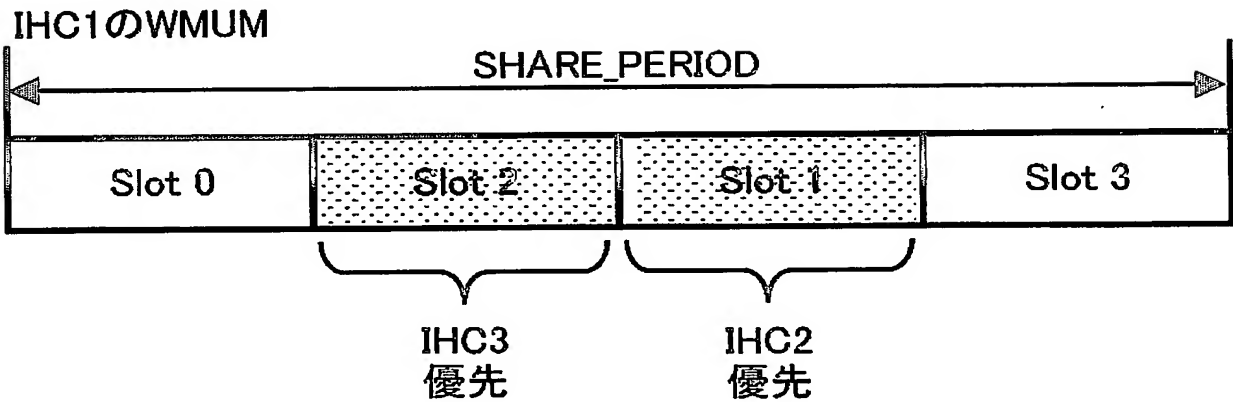 IHC1のWMUM
SHARE_PERIOD
Slot 0
Slot 2
Slot 1
Slot 3
IHC3
優先
IHC2
優先